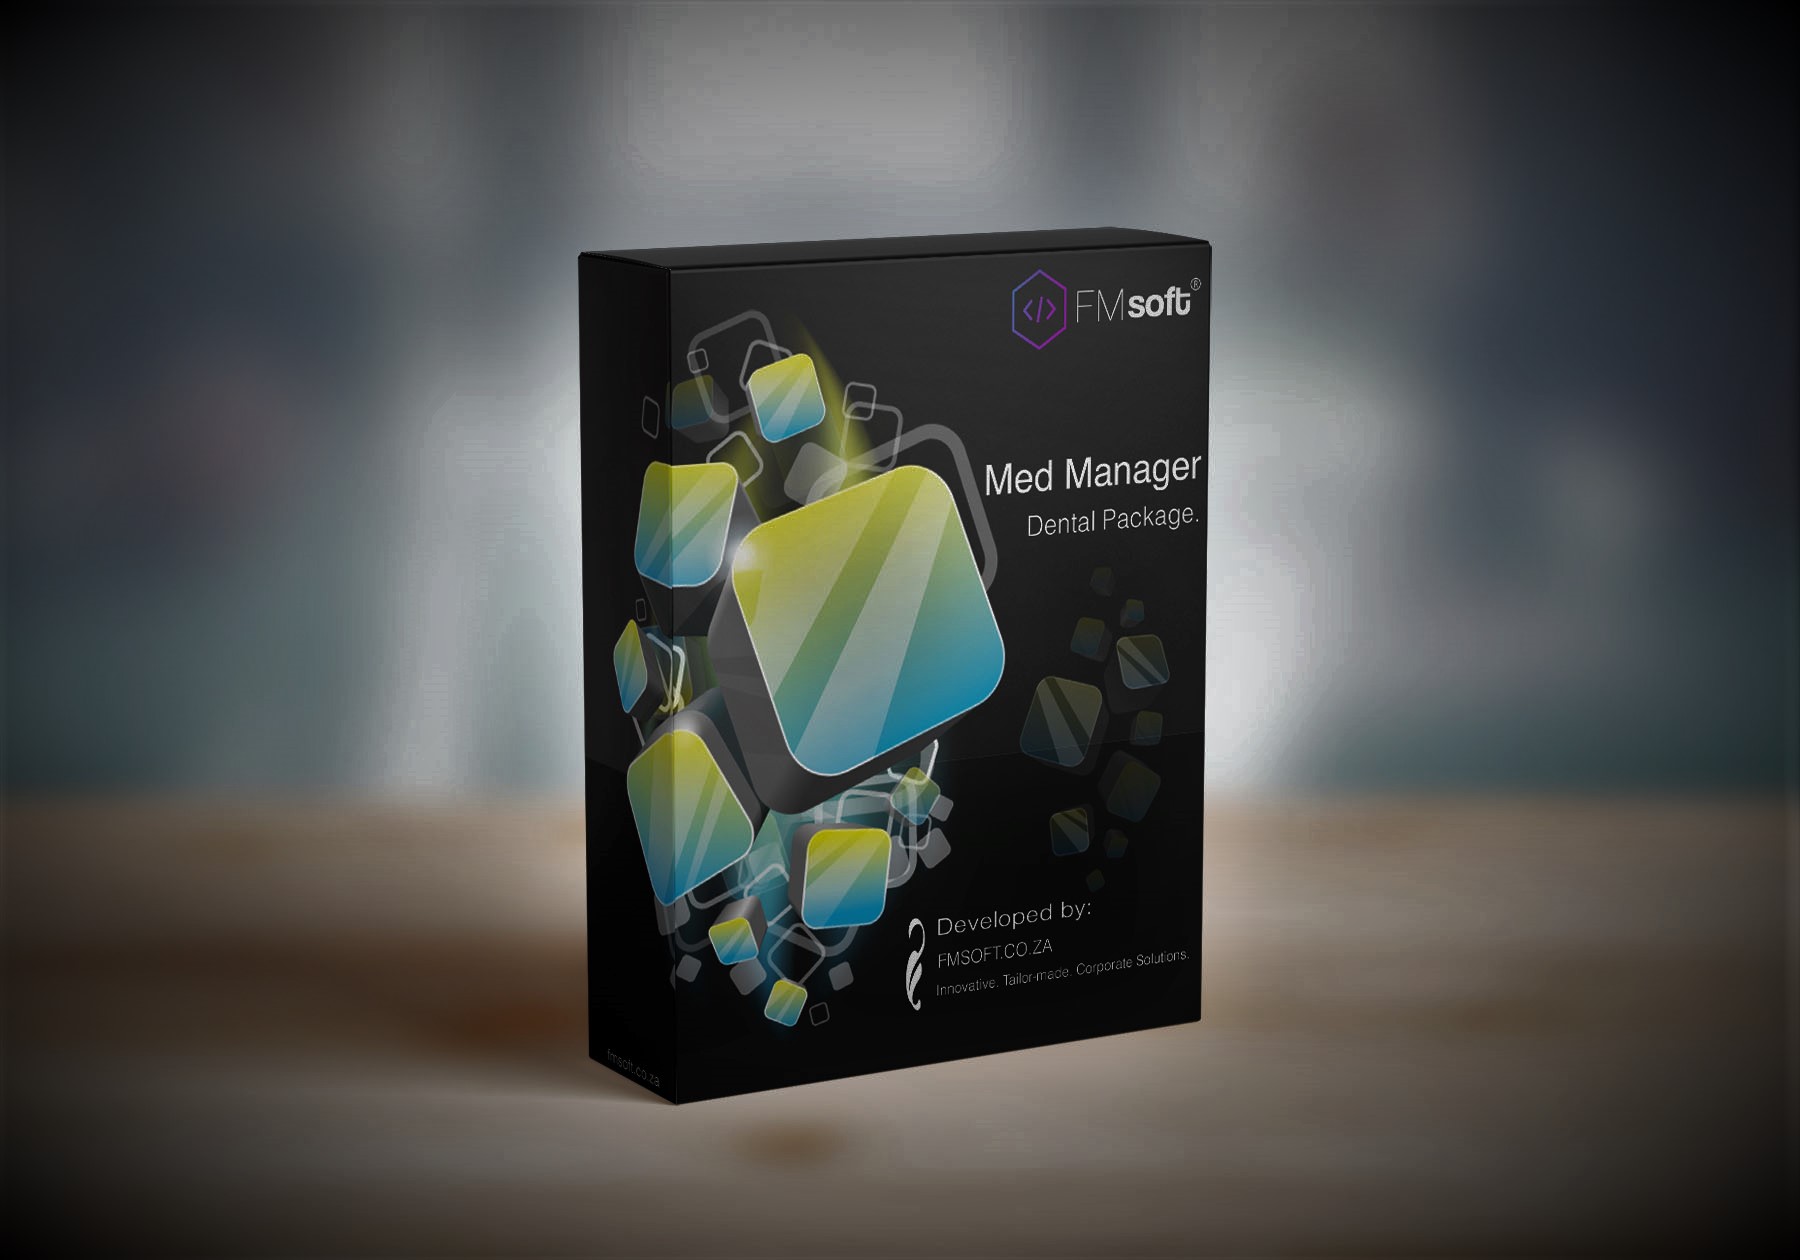 </> FMsoft®
Med Manager
Dental Package.
Developed by:
FMSOFT.CO.ZA
Innovative. Tailor-made. Corporate Solutions.
fmsoft.co.za